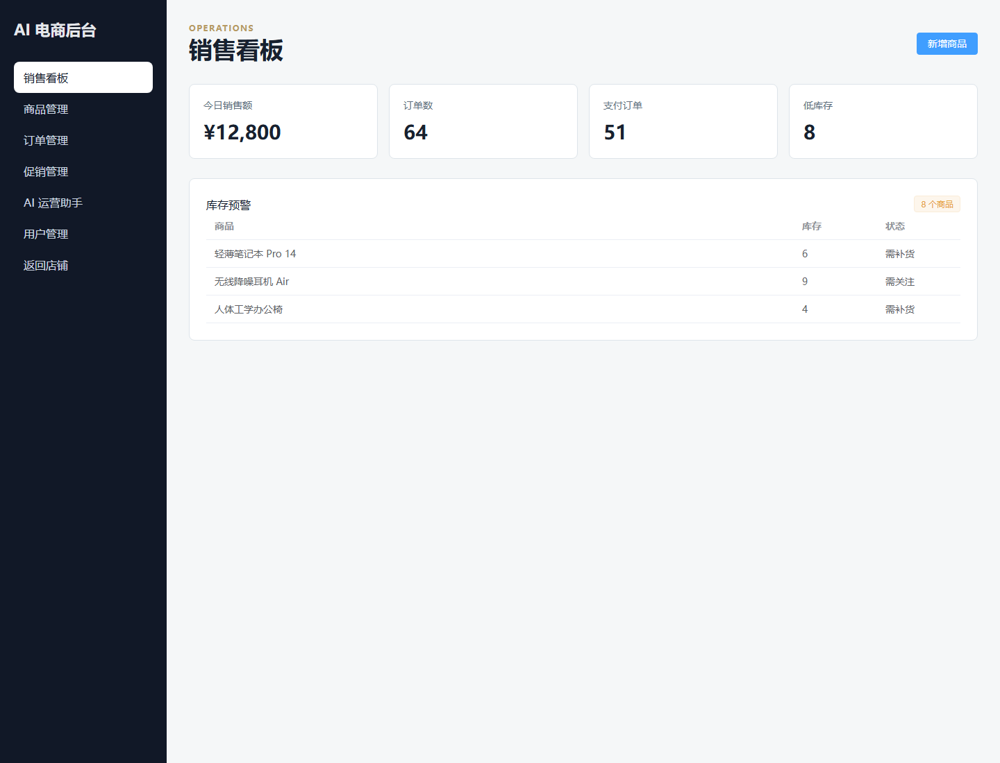 AI 电商后台
销售看板
商品管理
订单管理
促销管理
AI 运营助手
用户管理
返回店铺
OPERATIONS
销售看板
新增商品
今日销售额
¥12,800
订单数
64
支付订单
51
低库存
8
库存预警
8 个商品
商品 库存 状态
轻薄笔记本 Pro 14 6 需补货
无线降噪耳机 Air 9 需关注
人体工学办公椅 4 需补货